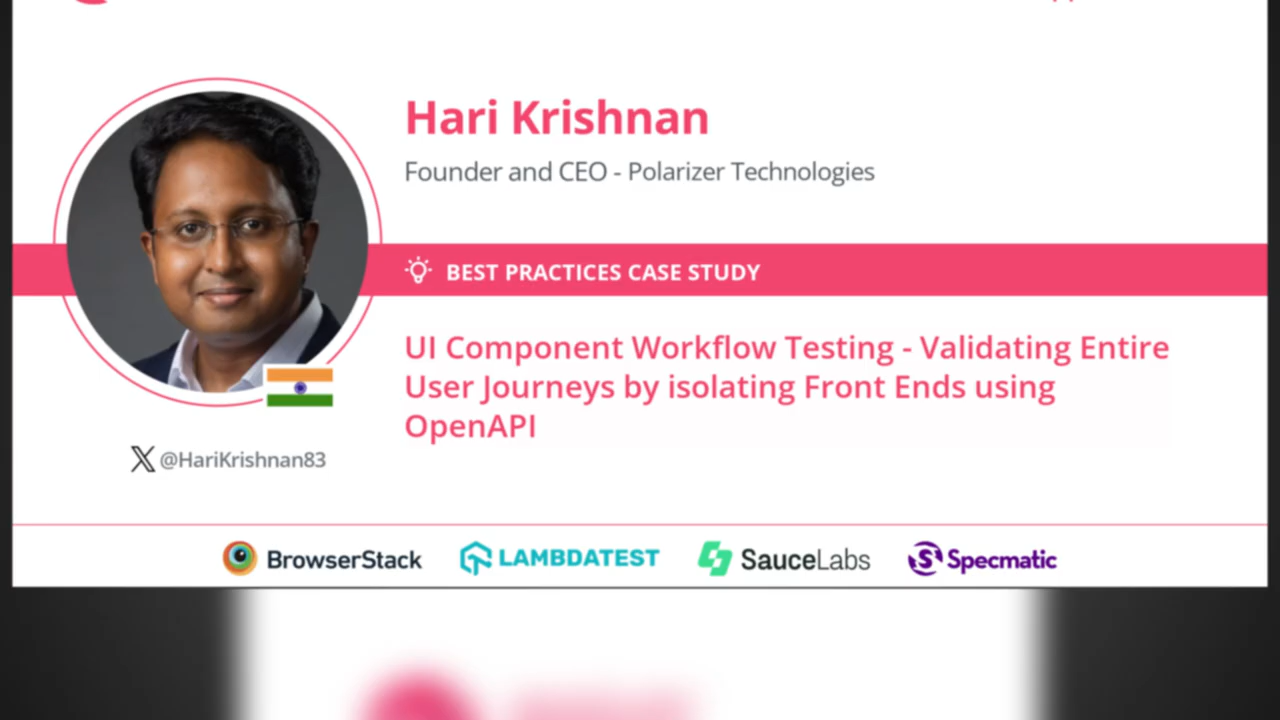 Hari Krishnan
Founder and CEO - Polarizer Technologies
BEST PRACTICES CASE STUDY
UI Component Workflow Testing - Validating Entire
User Journeys by isolating Front Ends using
OpenAPI
@HariKrishnan83
BrowserStack
LAMBDATEST
SauceLabs
Specmatic